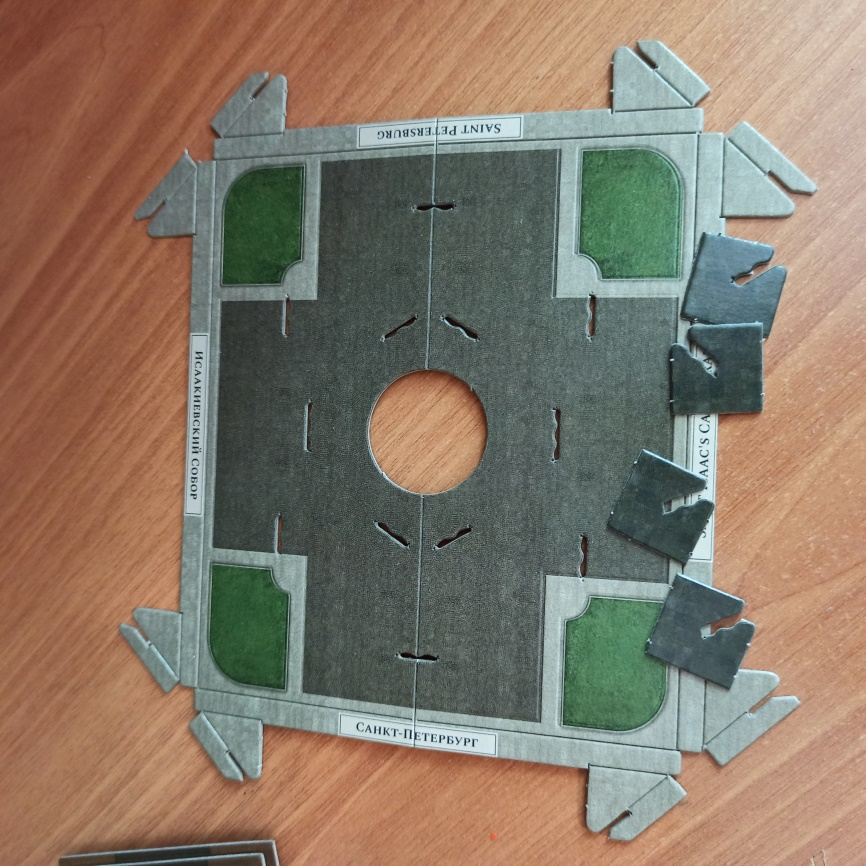 SAINT PETERSBURG
ИСААКИЕВСКИЙ СОБОР
САНКТ-ПЕТЕРБУРГ